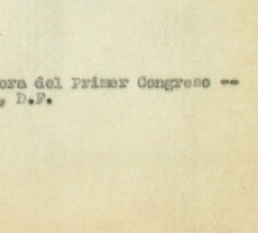 ora del Primer Congreso --
, D.F.